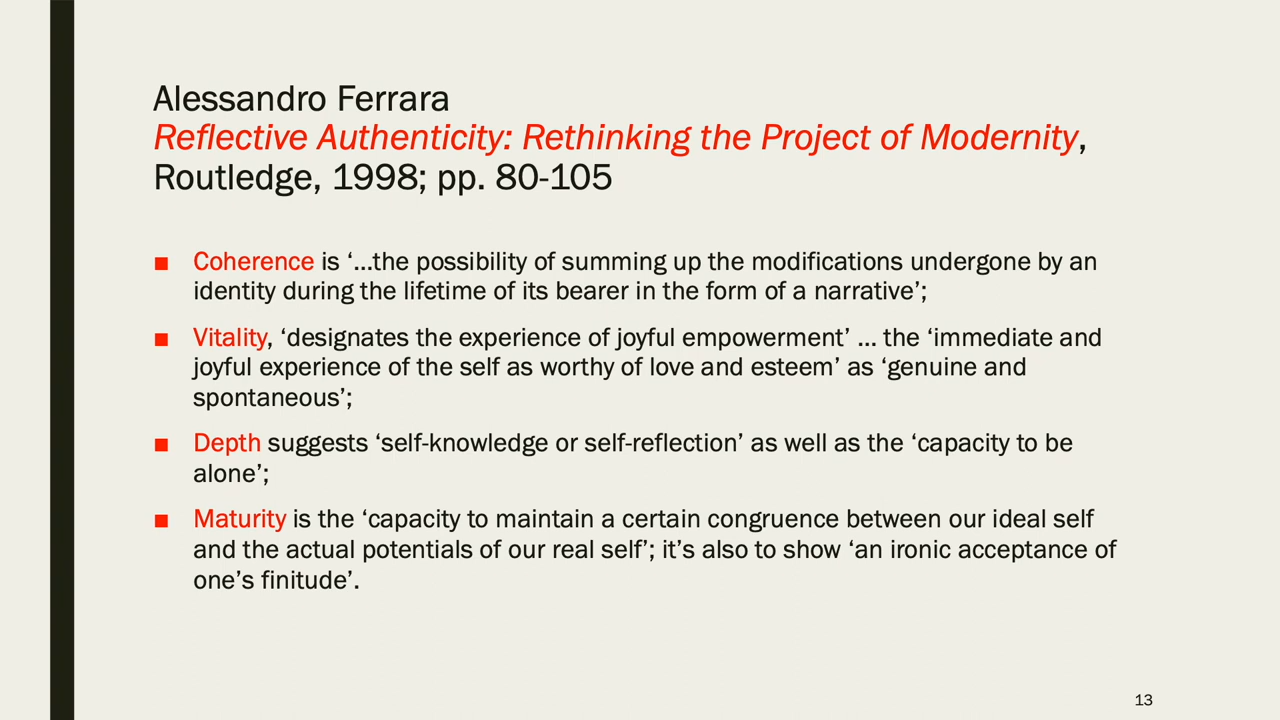 Alessandro Ferrara
Reflective Authenticity: Rethinking the Project of Modernity,
Routledge, 1998; pp. 80-105
■ Coherence is ‘…the possibility of summing up the modifications undergone by an
identity during the lifetime of its bearer in the form of a narrative’;
■ Vitality, ‘designates the experience of joyful empowerment’ … the ‘immediate and
joyful experience of the self as worthy of love and esteem’ as ‘genuine and
spontaneous’;
■ Depth suggests ‘self-knowledge or self-reflection’ as well as the ‘capacity to be
alone’;
■ Maturity is the ‘capacity to maintain a certain congruence between our ideal self
and the actual potentials of our real self’; it’s also to show ‘an ironic acceptance of
one’s finitude’.
13